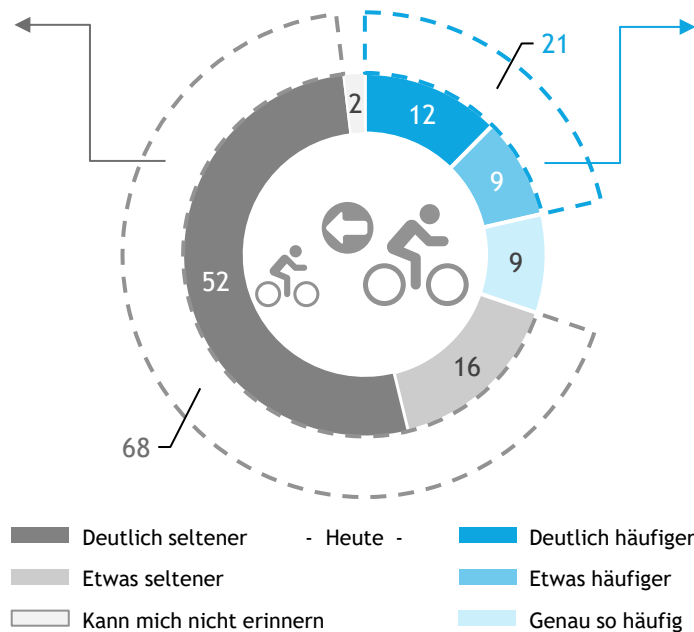 21
2
12
9
9
52
16
68
Deutlich seltener - Heute - Deutlich häufiger
Etwas seltener Etwas häufiger
Kann mich nicht erinnern Genau so häufig